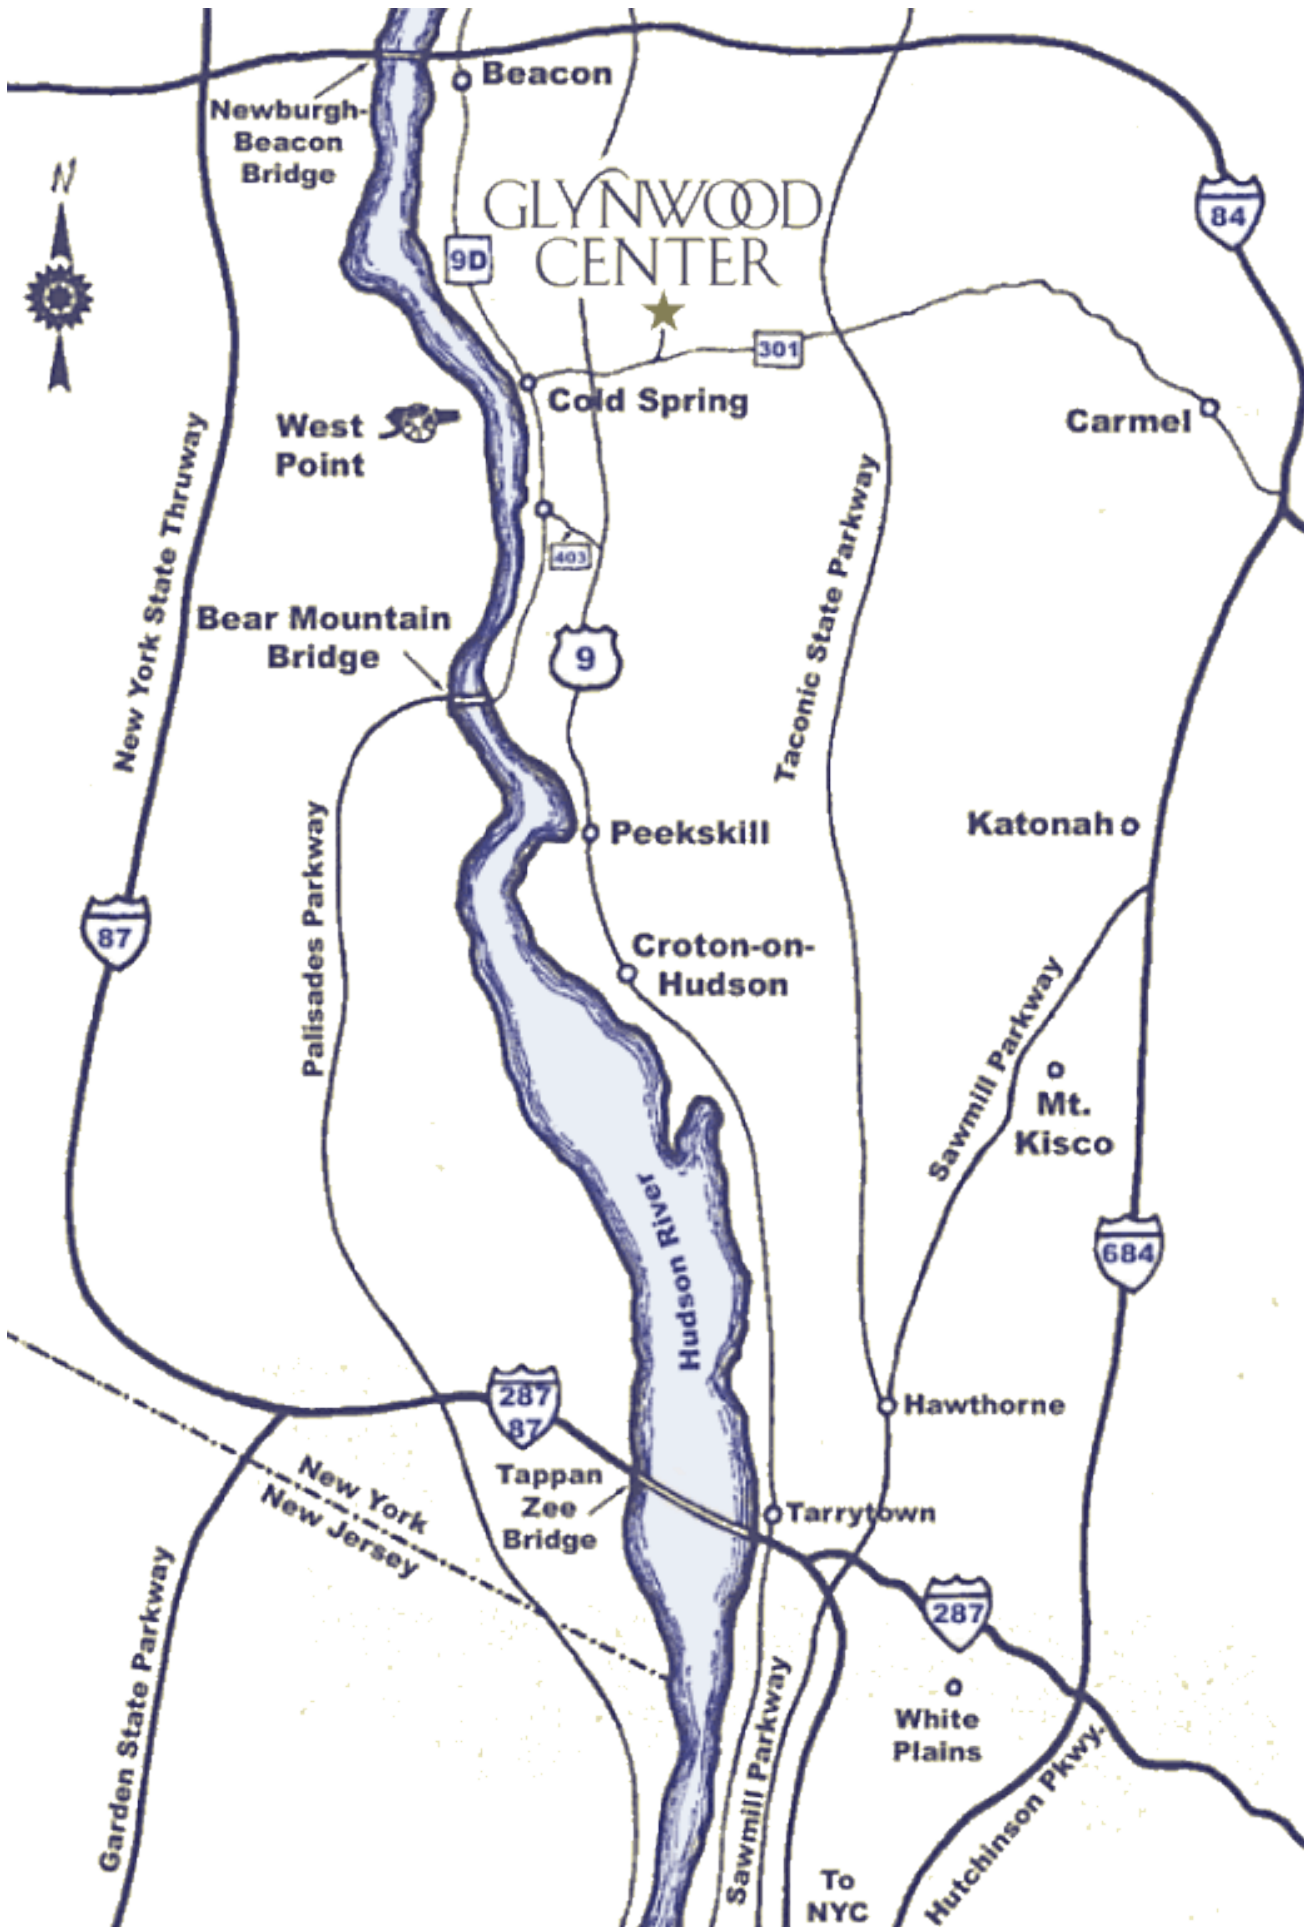 Beacon
Newburgh-
Beacon
Bridge
N
GLYNWOOD
CENTER
84
9D
301
Cold Spring
West
Point
Carmel
New York State Thruway
Taconic State Parkway
403
Bear Mountain
Bridge
9
Peekskill
Katonah
Palisades Parkway
87
Croton-on-
Hudson
Sawmill Parkway
Mt.
Kisco
Hudson River
684
287
87
Hawthorne
Tappan
Zee
Bridge
New York
New Jersey
Tarrytown
287
Garden State Parkway
Sawmill Parkway
White
Plains
Hutchinson Pkwy.
To
NYC